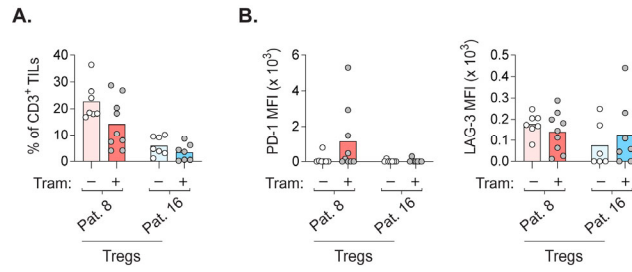 A.
B.
% of CD3+ TILs
40
30
20
10
0
Tram: – + – +
Pat. 8 Pat. 16
Tregs
PD-1 MFI (x 10³)
6
4
2
0
Tram: – + – +
Pat. 8 Pat. 16
Tregs
LAG-3 MFI (x 10³)
0.5
0.4
0.3
0.2
0.1
0
– + – +
Pat. 8 Pat. 16
Tregs